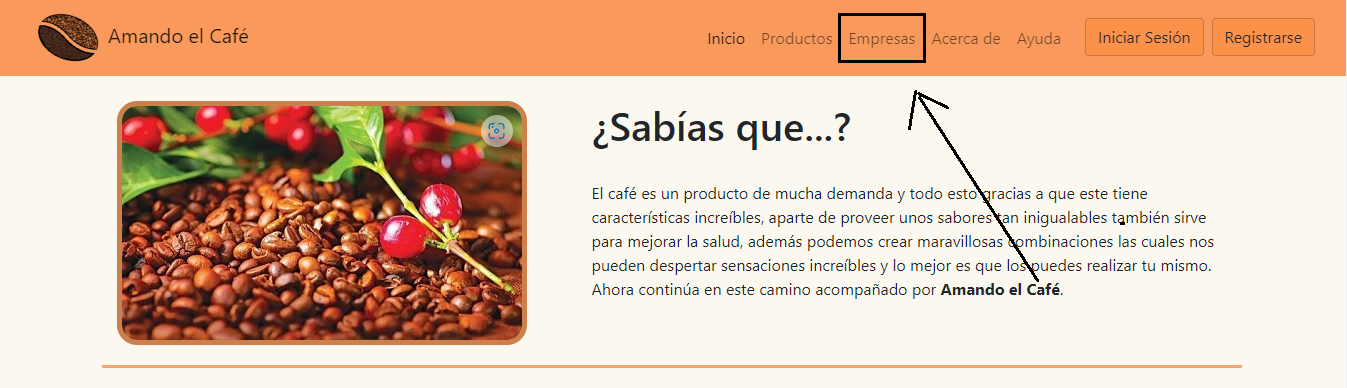 Amando el Café
Inicio Productos Empresas Acerca de Ayuda Iniciar Sesión Registrarse
¿Sabías que...?
El café es un producto de mucha demanda y todo esto gracias a que este tiene
características increíbles, aparte de proveer unos sabores tan inigualables también sirve
para mejorar la salud, además podemos crear maravillosas combinaciones las cuales nos
pueden despertar sensaciones increíbles y lo mejor es que los puedes realizar tu mismo.
Ahora continúa en este camino acompañado por Amando el Café.